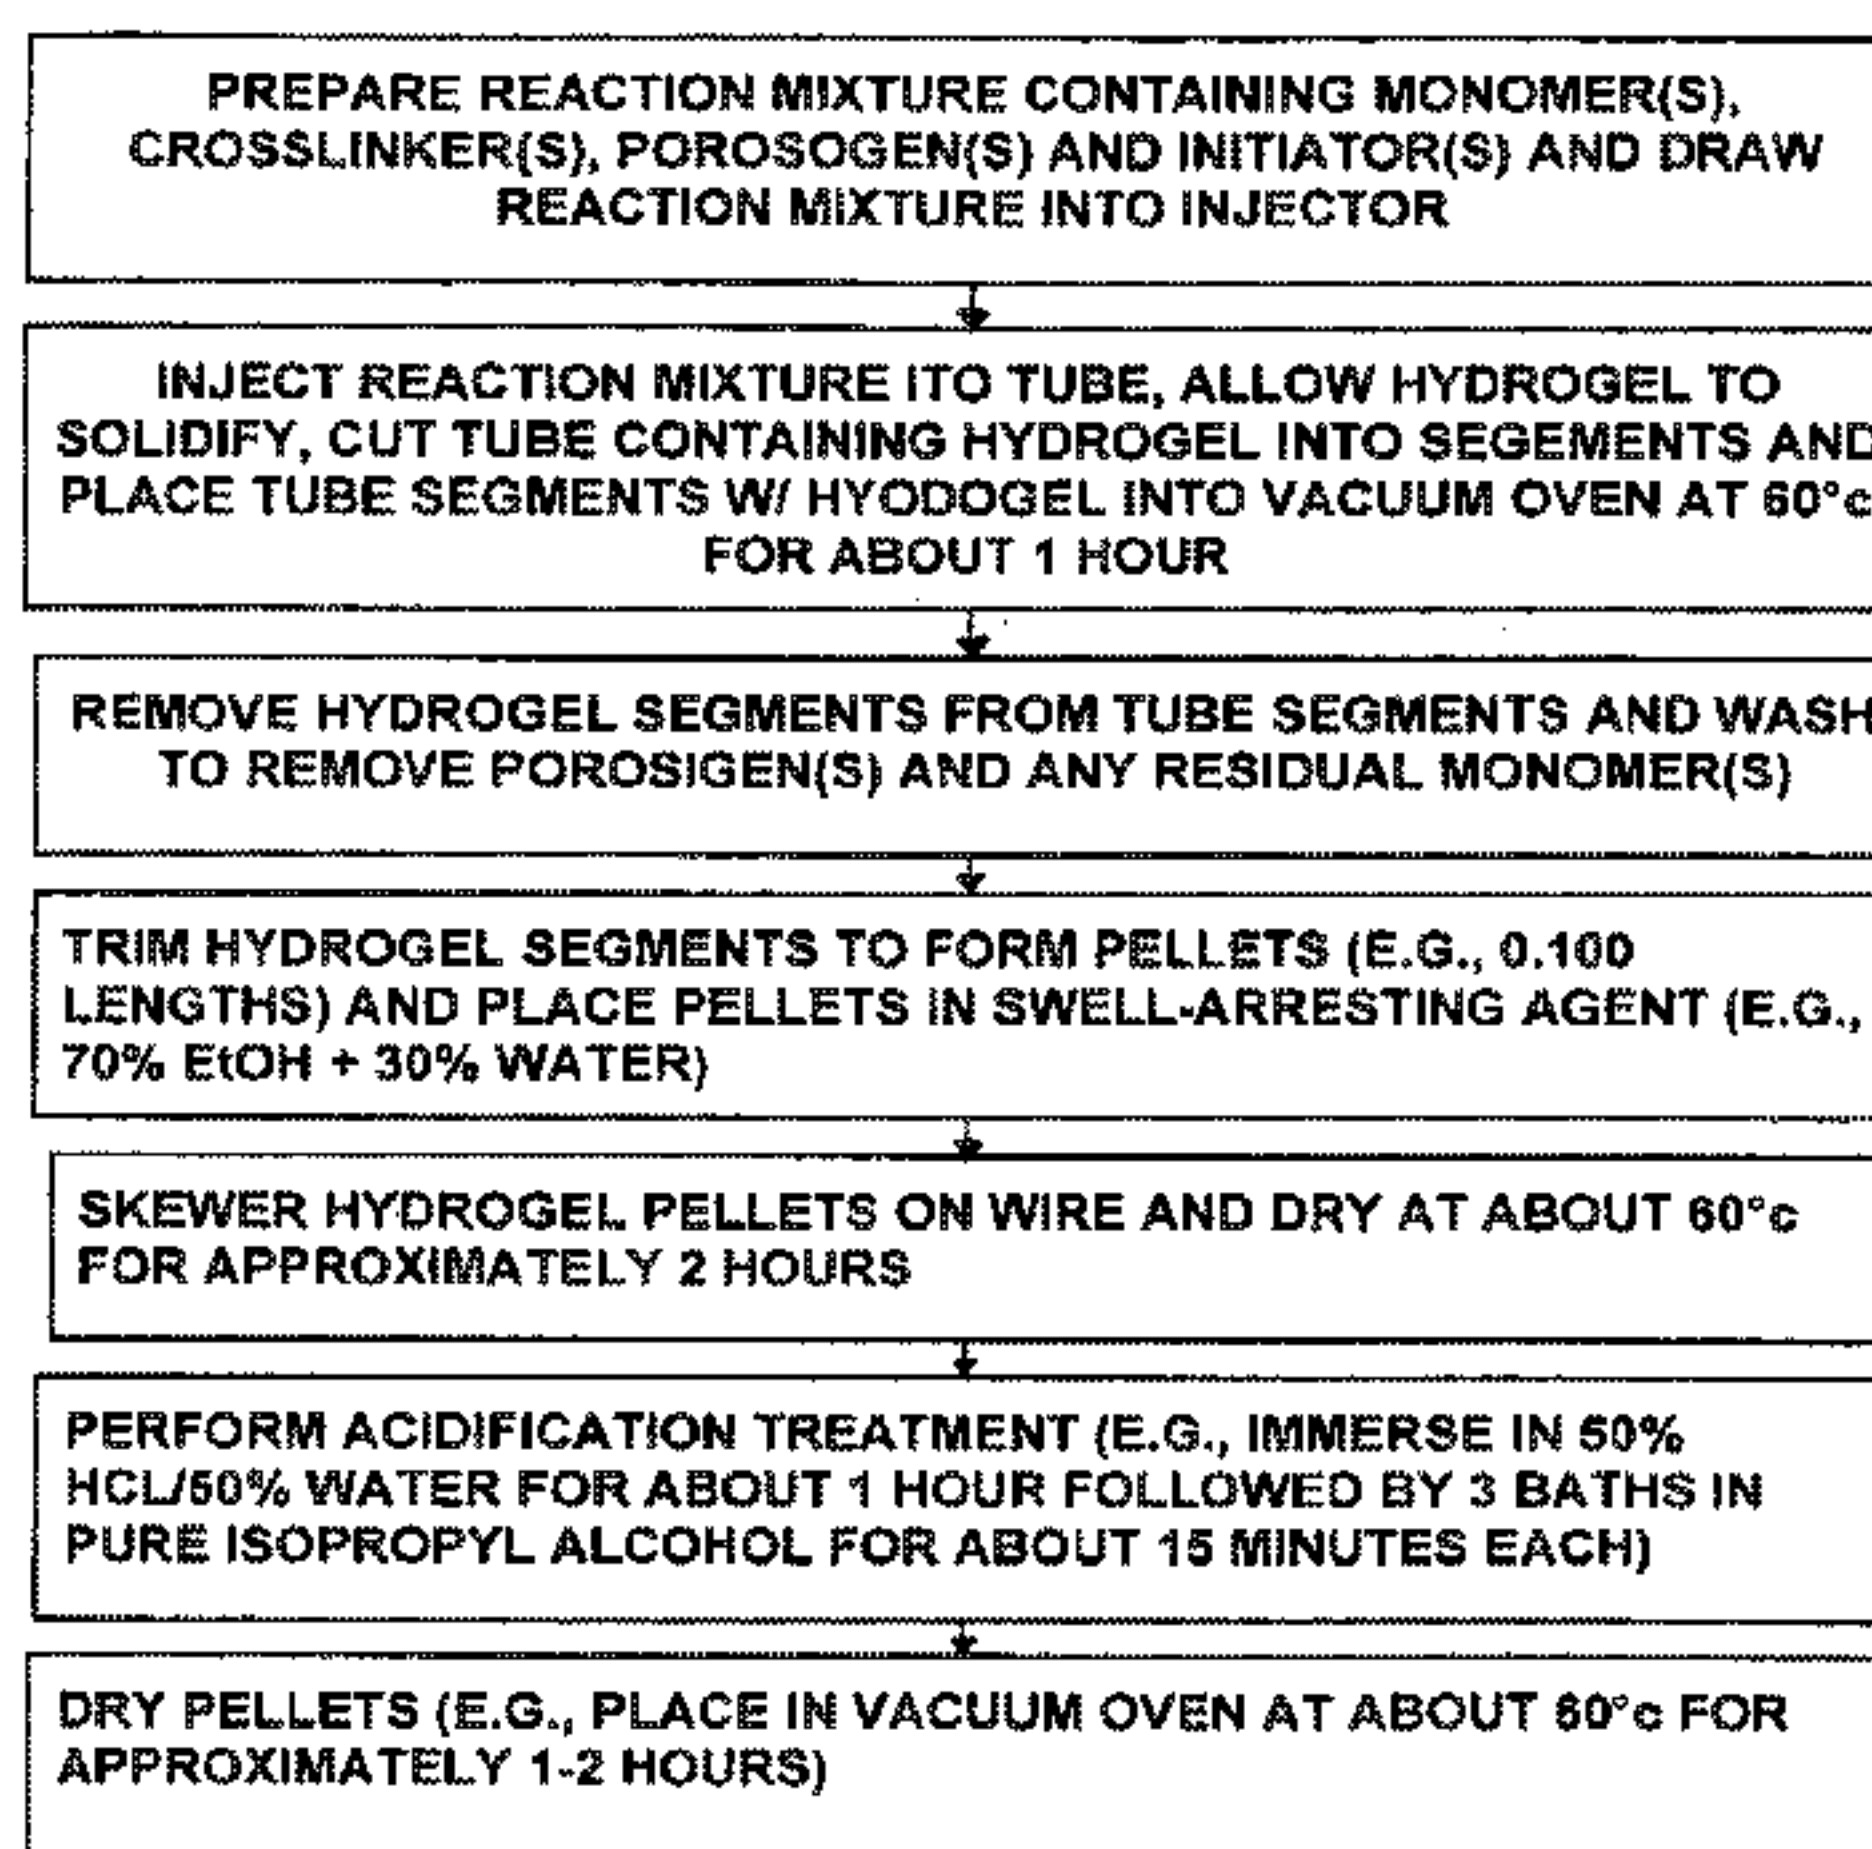 PREPARE REACTION MIXTURE CONTAINING MONOMER(S),
CROSSLINKER(S), POROSOGEN(S) AND INITIATOR(S) AND DRAW
REACTION MIXTURE INTO INJECTOR
INJECT REACTION MIXTURE ITO TUBE, ALLOW HYDROGEL TO
SOLIDIFY, CUT TUBE CONTAINING HYDROGEL INTO SEGEMENTS AND
PLACE TUBE SEGMENTS W/ HYODOGEL INTO VACUUM OVEN AT 60°c
FOR ABOUT 1 HOUR
REMOVE HYDROGEL SEGMENTS FROM TUBE SEGMENTS AND WASH
TO REMOVE POROSIGEN(S) AND ANY RESIDUAL MONOMER(S)
TRIM HYDROGEL SEGMENTS TO FORM PELLETS (E.G., 0.100
LENGTHS) AND PLACE PELLETS IN SWELL-ARRESTING AGENT (E.G.,
70% EtOH + 30% WATER)
SKEWER HYDROGEL PELLETS ON WIRE AND DRY AT ABOUT 60°c
FOR APPROXIMATELY 2 HOURS
PERFORM ACIDIFICATION TREATMENT (E.G., IMMERSE IN 50%
HCL/50% WATER FOR ABOUT 1 HOUR FOLLOWED BY 3 BATHS IN
PURE ISOPROPYL ALCOHOL FOR ABOUT 15 MINUTES EACH)
DRY PELLETS (E.G., PLACE IN VACUUM OVEN AT ABOUT 60°c FOR
APPROXIMATELY 1-2 HOURS)